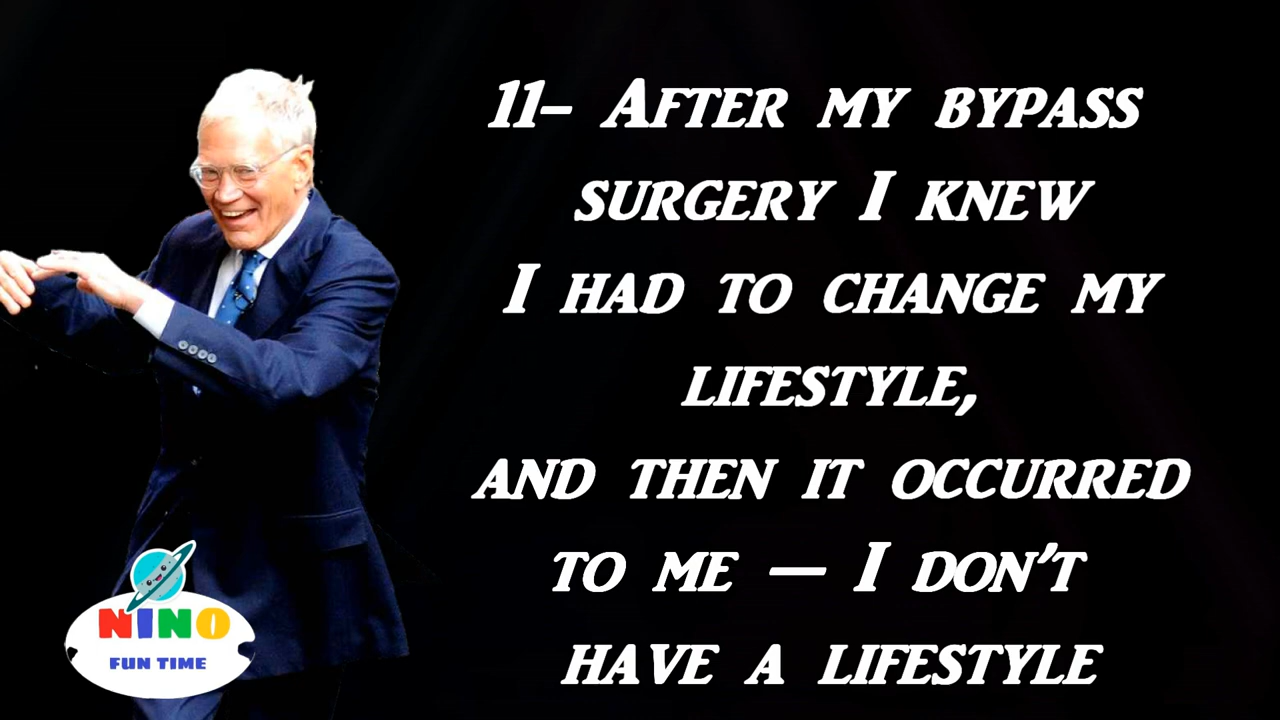 11– After my bypass
surgery I knew
I had to change my
lifestyle,
and then it occurred
to me — I don't
have a lifestyle
NINO
FUN TIME